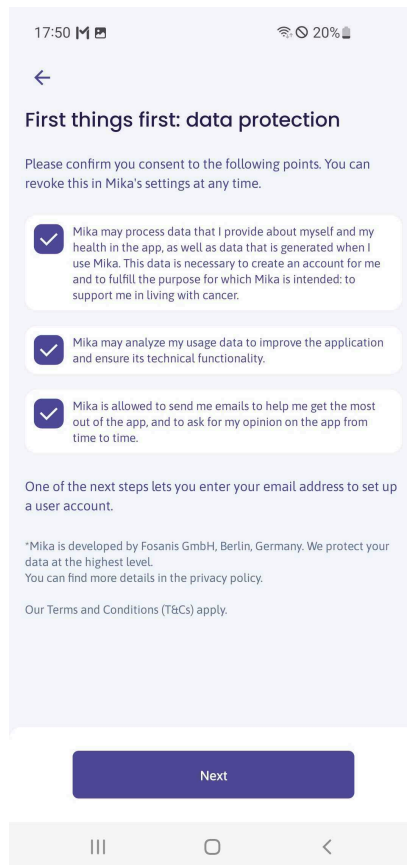 17:50
20%
First things first: data protection
Please confirm you consent to the following points. You can
revoke this in Mika's settings at any time.
Mika may process data that I provide about myself and my
health in the app, as well as data that is generated when I
use Mika. This data is necessary to create an account for me
and to fulfill the purpose for which Mika is intended: to
support me in living with cancer.
Mika may analyze my usage data to improve the application
and ensure its technical functionality.
Mika is allowed to send me emails to help me get the most
out of the app, and to ask for my opinion on the app from
time to time.
One of the next steps lets you enter your email address to set up
a user account.
*Mika is developed by Fosanis GmbH, Berlin, Germany. We protect your
data at the highest level.
You can find more details in the privacy policy.
Our Terms and Conditions (T&Cs) apply.
Next